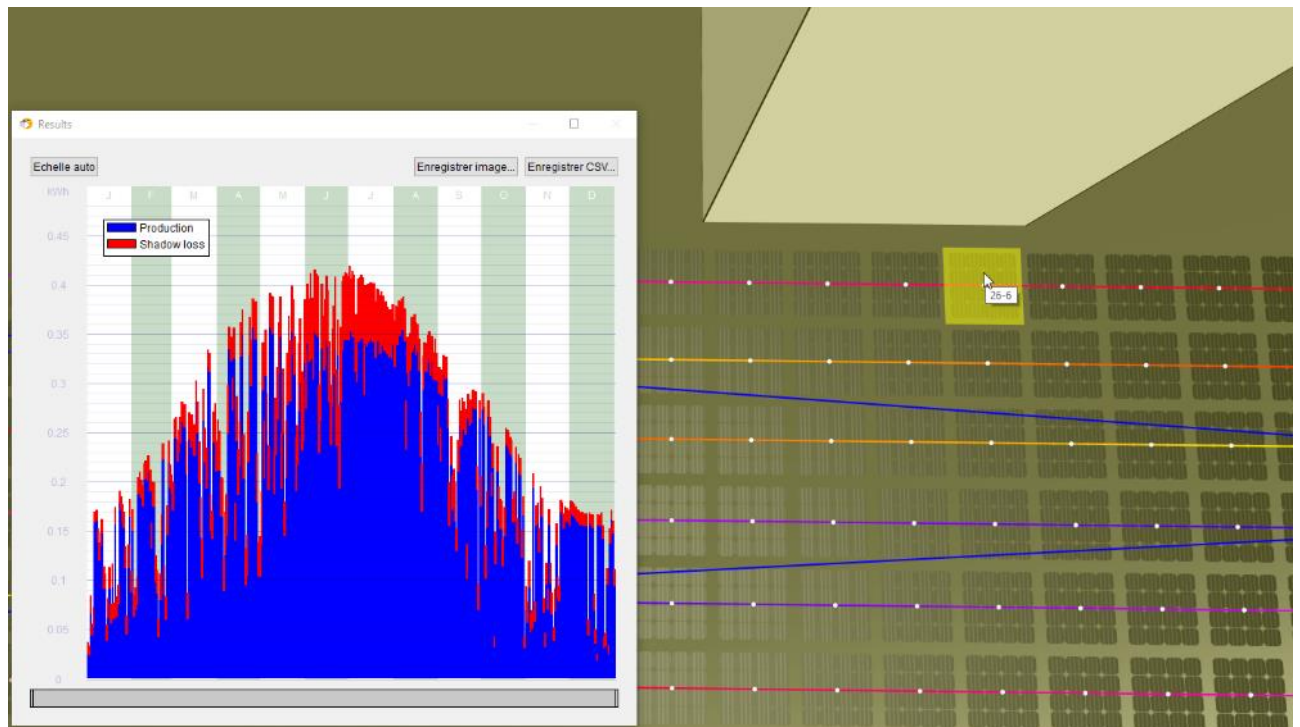 Results
Echelle auto
Enregistrer image...
Enregistrer CSV...
kWh
J F M A M J J A S O N D
Production
Shadow loss
0.45
0.4
0.35
0.3
0.25
0.2
0.15
0.1
0.05
0
26-6